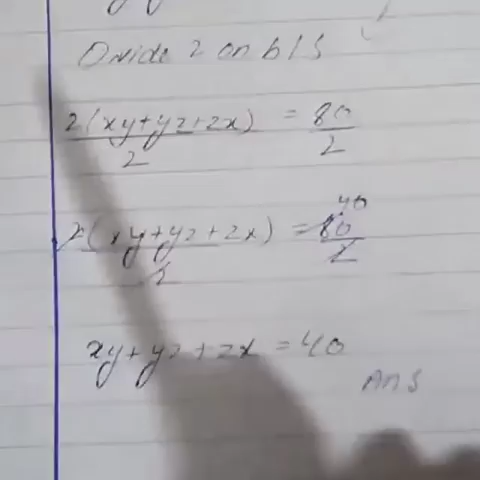 Divide 2 on b/S
2(xy+yz+zx) = 80
2 2
2(xy+yz+zx) = 80 40
2 2
xy+yz+zx = 40
Ans